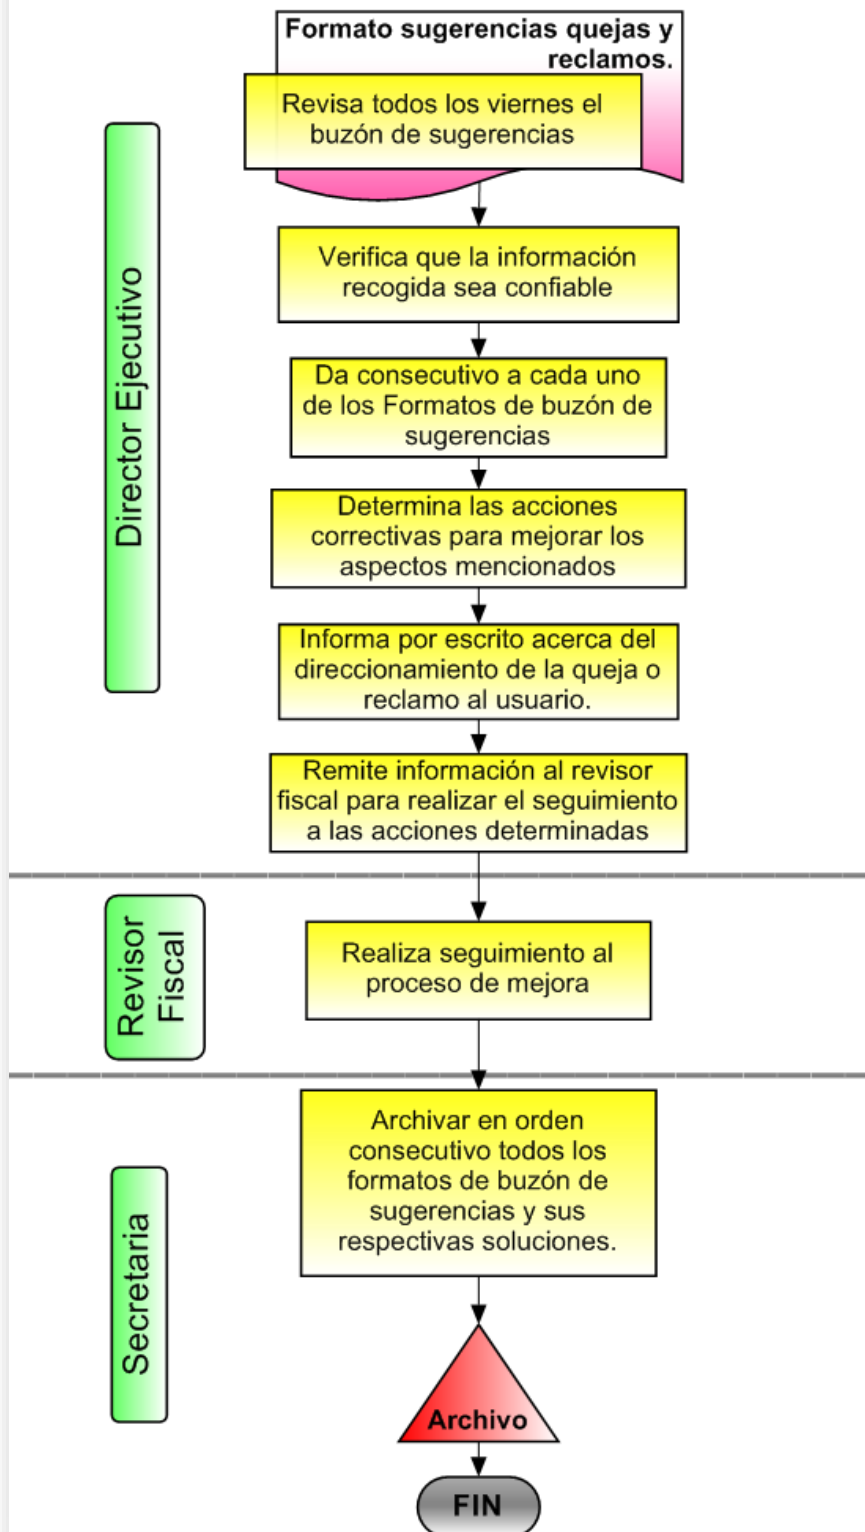 Formato sugerencias quejas y
reclamos.
Revisa todos los viernes el
buzón de sugerencias
Director Ejecutivo
Verifica que la información
recogida sea confiable
Da consecutivo a cada uno
de los Formatos de buzón de
sugerencias
Determina las acciones
correctivas para mejorar los
aspectos mencionados
Informa por escrito acerca del
direccionamiento de la queja o
reclamo al usuario.
Remite información al revisor
fiscal para realizar el seguimiento
a las acciones determinadas
Revisor
Fiscal
Realiza seguimiento al
proceso de mejora
Secretaria
Archivar en orden
consecutivo todos los
formatos de buzón de
sugerencias y sus
respectivas soluciones.
Archivo
FIN